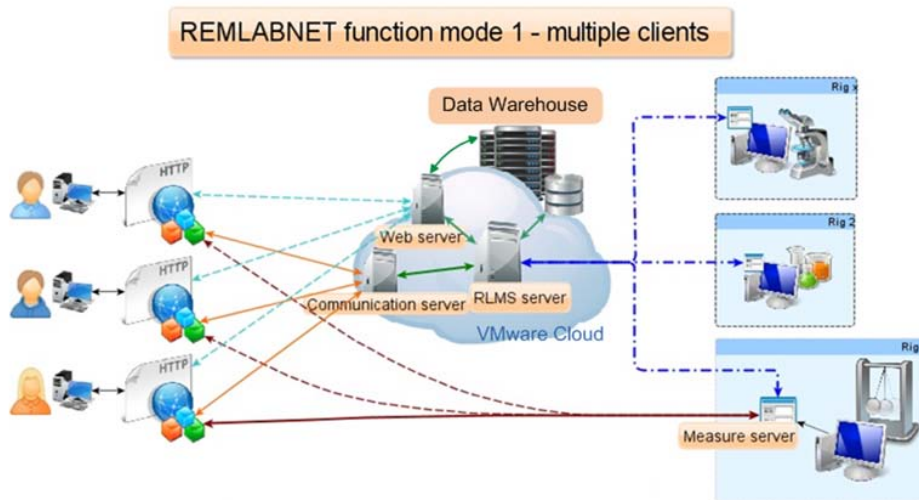 REMLABNET function mode 1 - multiple clients
Data Warehouse
Rig x
HTTP
Web server
Rig 2
HTTP
Communication server
RLMS server
VMware Cloud
HTTP
Rig
Measure server